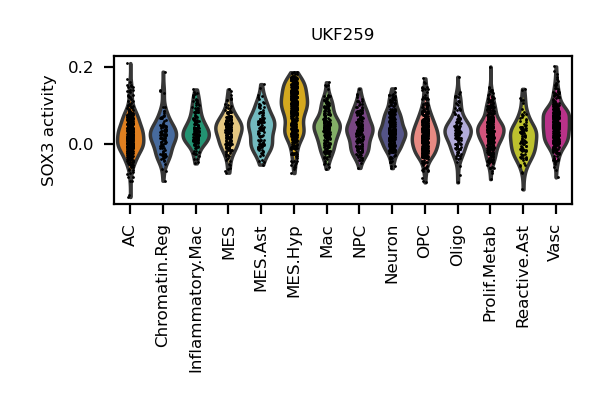 UKF259
SOX3 activity
0.2
0.0
AC
Chromatin.Reg
Inflammatory.Mac
MES
MES.Ast
MES.Hyp
Mac
NPC
Neuron
OPC
Oligo
Prolif.Metab
Reactive.Ast
Vasc